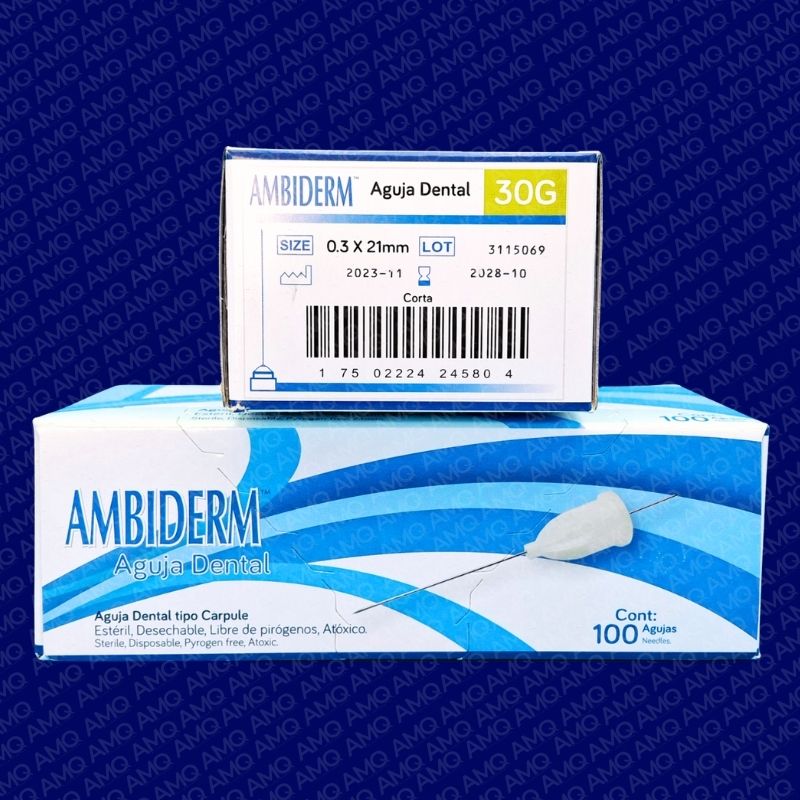 AMBIDERM™ Aguja Dental 30G
SIZE 0.3 X 21mm LOT 3115069
2023-11 2028-10
Corta
1 75 02224 24580 4
100
AMBIDERM™
Aguja Dental
Aguja Dental tipo Carpule
Estéril, Desechable, Libre de pirógenos, Atóxico.
Sterile, Disposable, Pyrogen free, Atoxic.
Cont:
100 Agujas
Needles.
AMQ